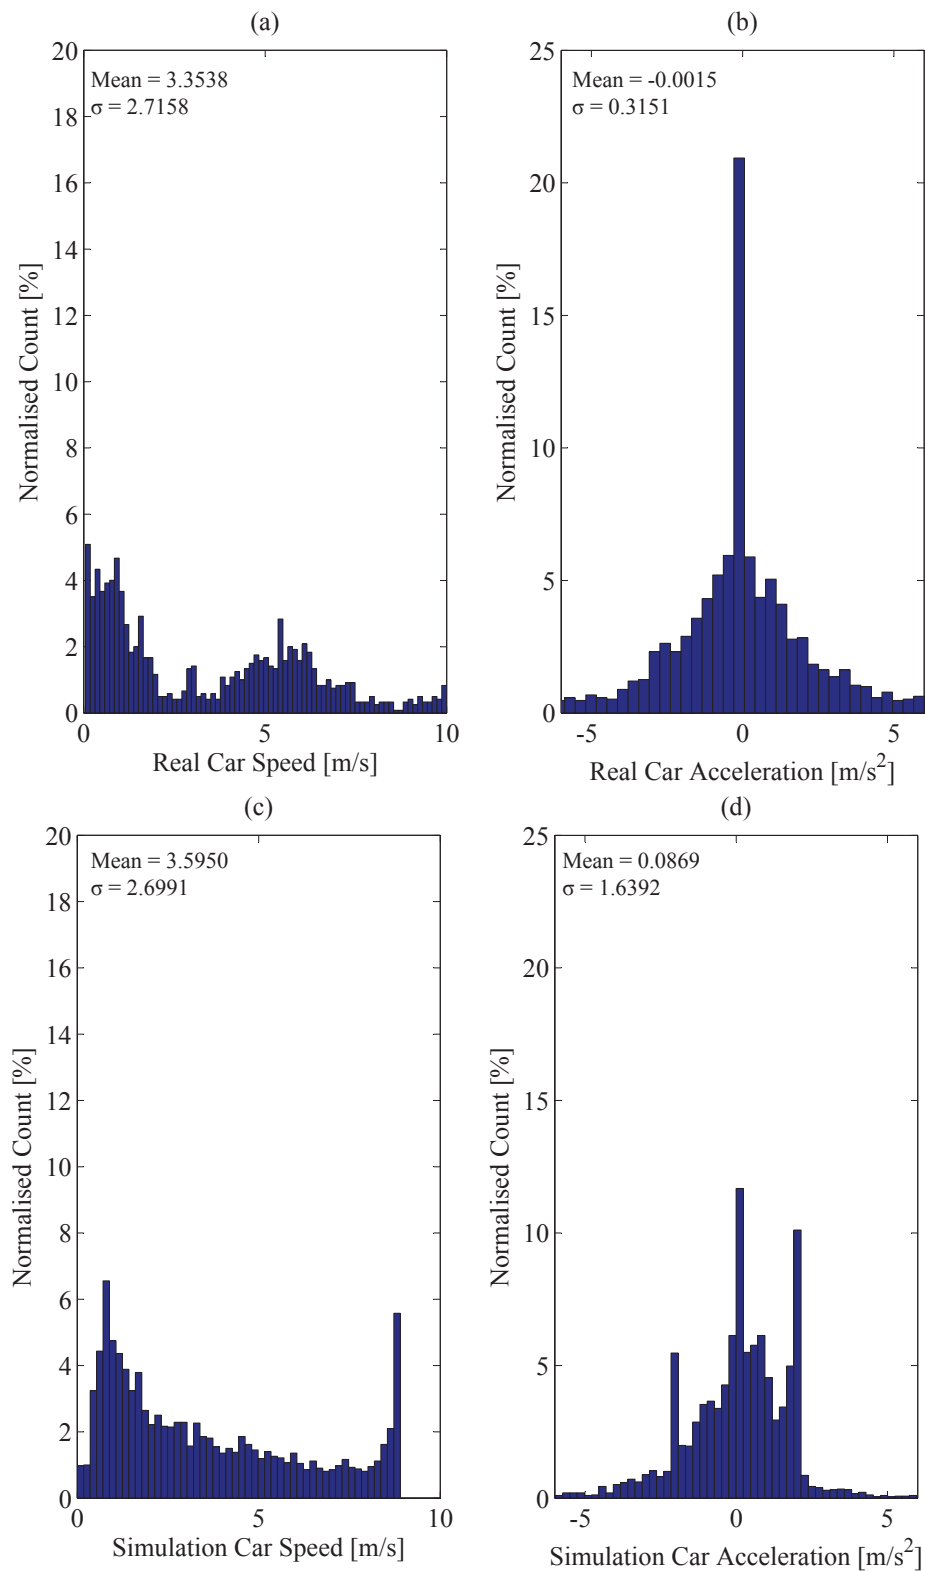 (a)
Mean = 3.3538
σ = 2.7158
20
18
16
14
12
10
8
6
4
2
0
Normalised Count [%]
0 5 10
Real Car Speed [m/s]
(b)
Mean = -0.0015
σ = 0.3151
25
20
15
10
5
0
Normalised Count [%]
-5 0 5
Real Car Acceleration [m/s²]
(c)
Mean = 3.5950
σ = 2.6991
20
18
16
14
12
10
8
6
4
2
0
Normalised Count [%]
0 5 10
Simulation Car Speed [m/s]
(d)
Mean = 0.0869
σ = 1.6392
25
20
15
10
5
0
Normalised Count [%]
-5 0 5
Simulation Car Acceleration [m/s²]